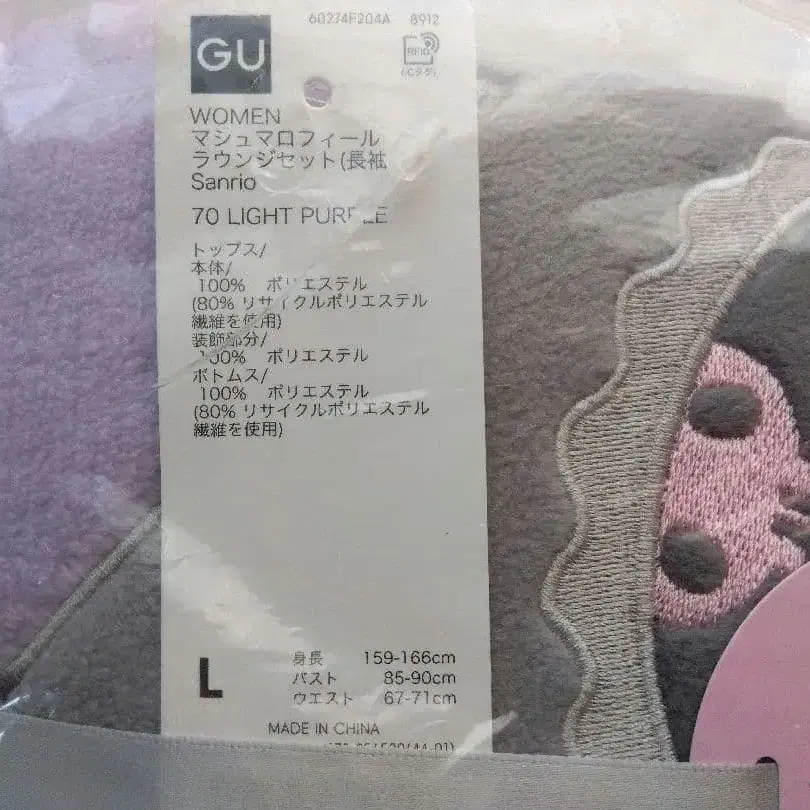 60274F204A 8912
GU
RFID
(ICタグ)
WOMEN
マシュマロフィール
ラウンジセット(長袖
Sanrio
70 LIGHT PURPLE
トップス/
本体/
100% ポリエステル
(80% リサイクルポリエステル
繊維を使用)
装飾部分/
100% ポリエステル
ボトムス/
100% ポリエステル
(80% リサイクルポリエステル
繊維を使用)
L
身長 159-166cm
バスト 85-90cm
ウエスト 67-71cm
MADE IN CHINA